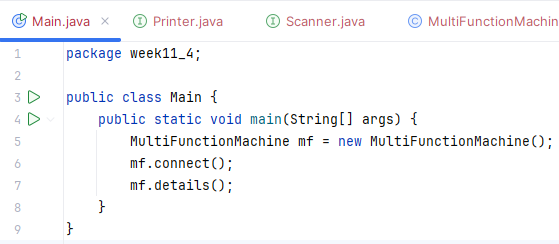 Main.java Printer.java Scanner.java MultiFunctionMachin
1 package week11_4;
2
3 public class Main {
4 public static void main(String[] args) {
5 MultiFunctionMachine mf = new MultiFunctionMachine();
6 mf.connect();
7 mf.details();
8 }
9 }